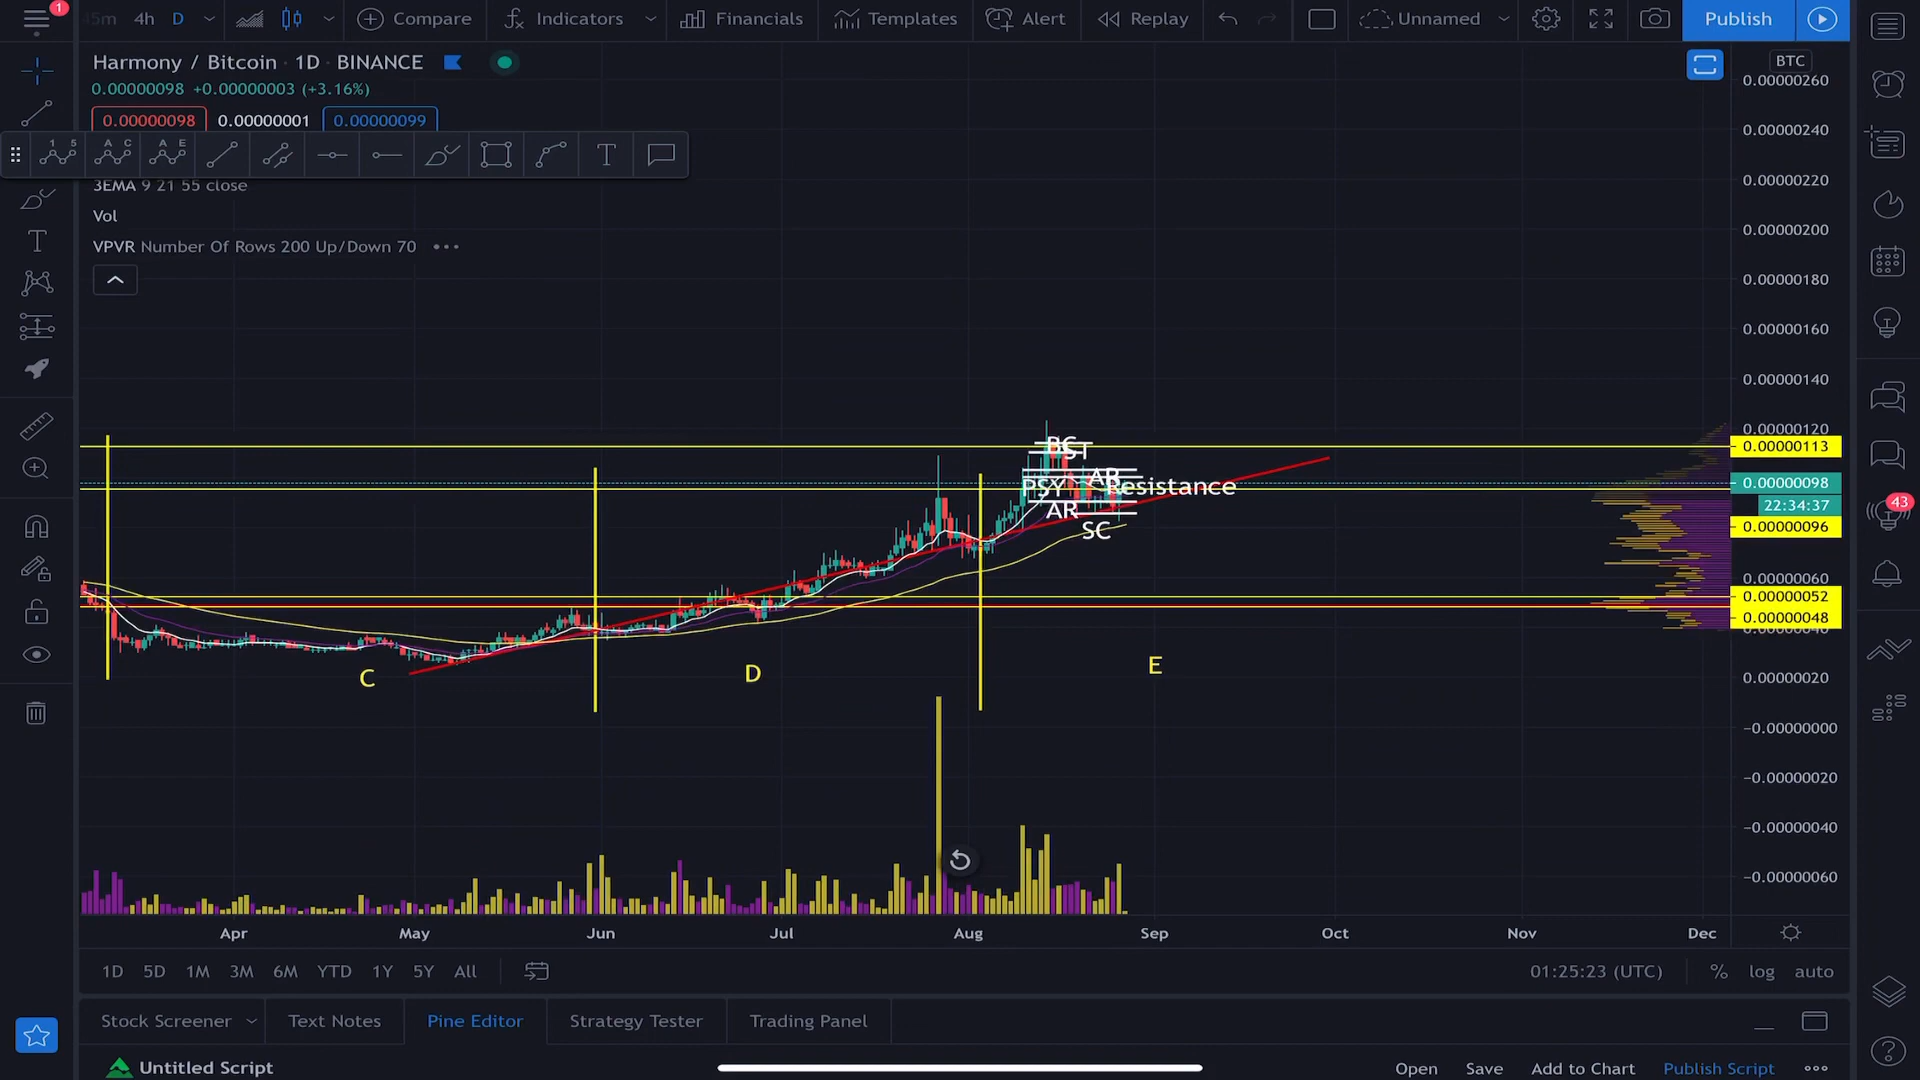 1
4h D Compare Indicators Financials Templates Alert Replay Unnamed Publish
Harmony / Bitcoin · 1D · BINANCE
0.00000098 +0.00000003 (+3.16%)
0.00000098 0.00000001 0.00000099
1 5 A C A E T
3EMA 9 21 55 close
Vol
VPVR Number Of Rows 200 Up/Down 70
BTC
0.00000260
0.00000240
0.00000220
0.00000200
0.00000180
0.00000160
0.00000140
0.00000120
0.00000113
0.00000098
22:34:37
0.00000096
0.00000060
0.00000052
0.00000048
0.00000020
−0.00000000
−0.00000020
−0.00000040
−0.00000060
43
BC
ST
AR
PSY
Resistance
AR
SC
C D E
Apr May Jun Jul Aug Sep Oct Nov Dec
1D 5D 1M 3M 6M YTD 1Y 5Y All 01:25:23 (UTC) % log auto
Stock Screener Text Notes Pine Editor Strategy Tester Trading Panel
Untitled Script Open Save Add to Chart Publish Script